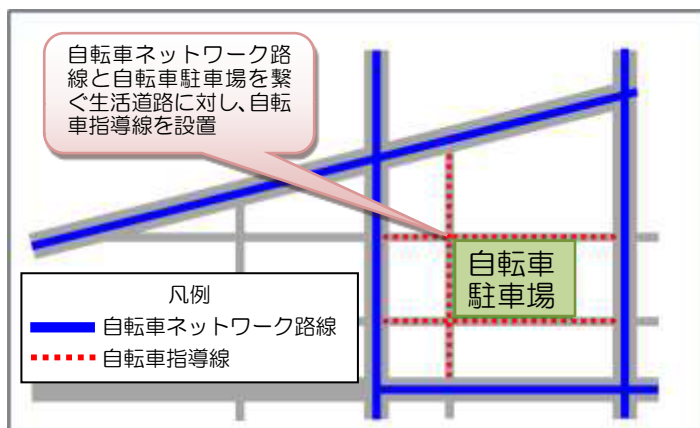 自転車ネットワーク路
線と自転車駐車場を繋
ぐ生活道路に対し、自転
車指導線を設置
自転車
駐車場
凡例
自転車ネットワーク路線
自転車指導線